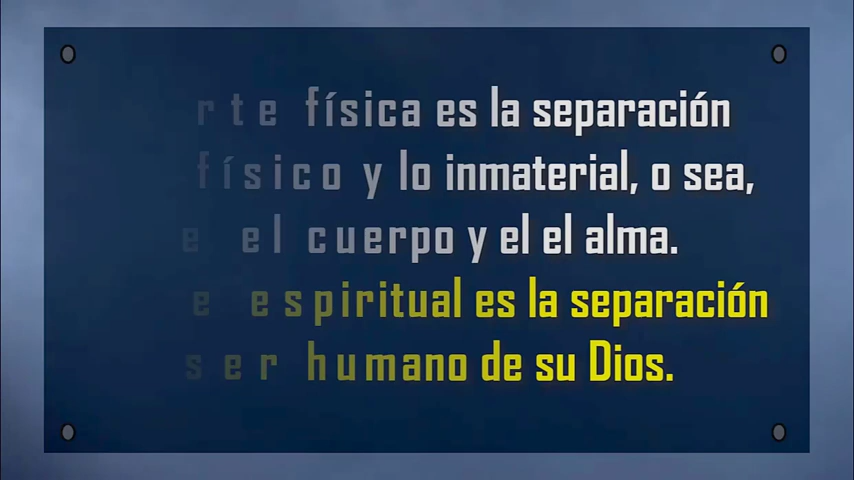 rte física es la separación
físico y lo inmaterial, o sea,
e el cuerpo y el el alma.
e espiritual es la separación
ser humano de su Dios.